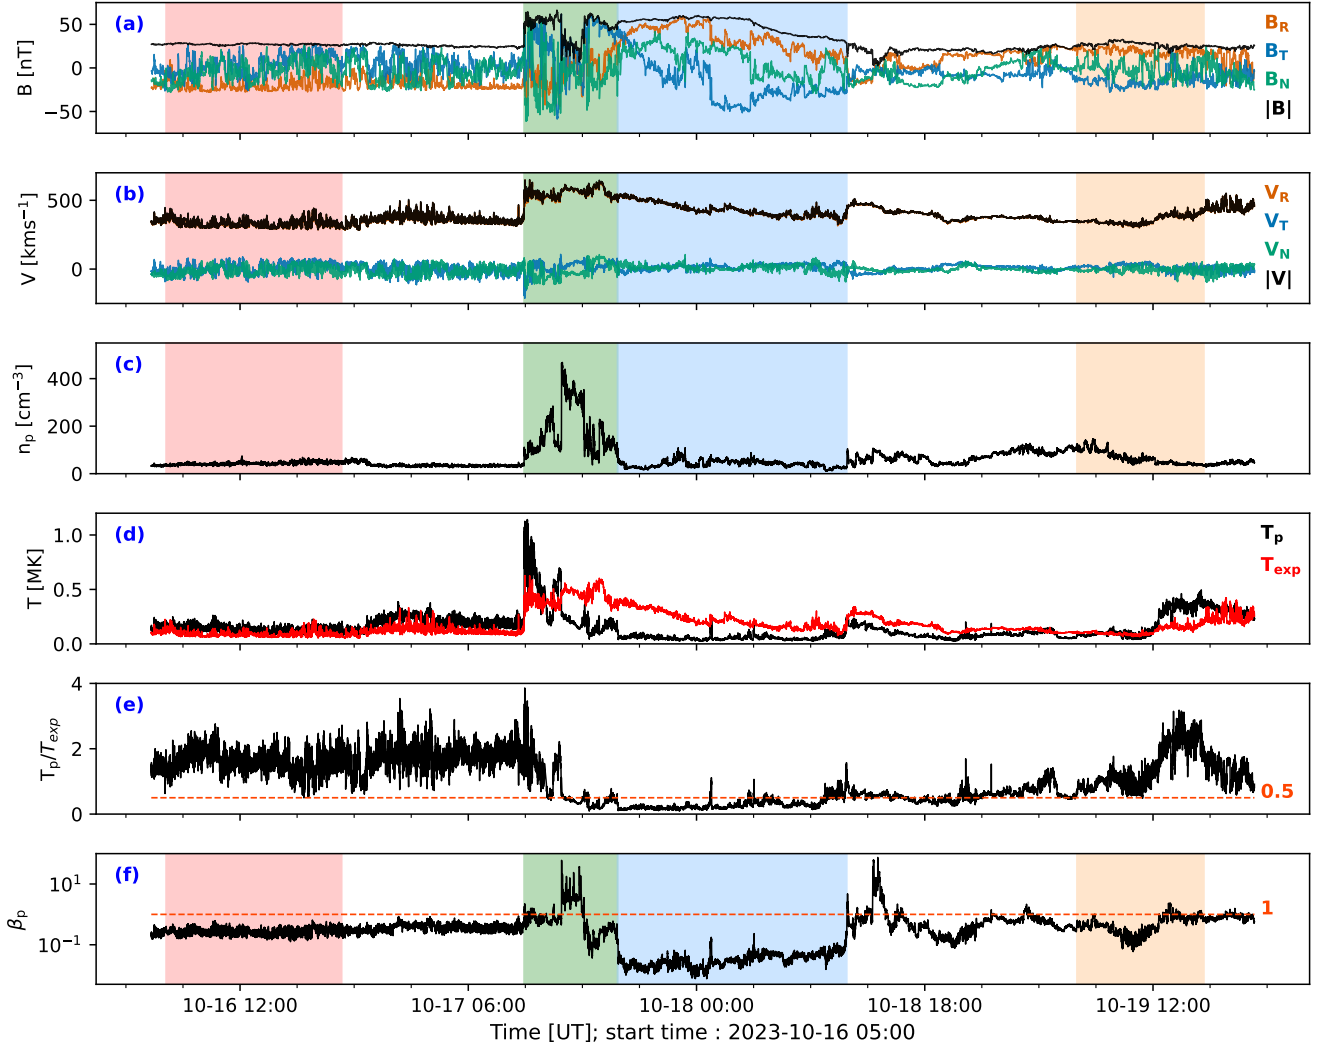 (a)
B [nT]
50
0
−50
B_R
B_T
B_N
|B|
(b)
V [kms⁻¹]
500
0
V_R
V_T
V_N
|V|
(c)
n_p [cm⁻³]
400
200
0
(d)
T [MK]
1.0
0.5
0.0
T_p
T_exp
(e)
T_p/T_exp
4
2
0
0.5
(f)
β_p
10¹
10⁻¹
1
10-16 12:00 10-17 06:00 10-18 00:00 10-18 18:00 10-19 12:00
Time [UT]; start time : 2023-10-16 05:00